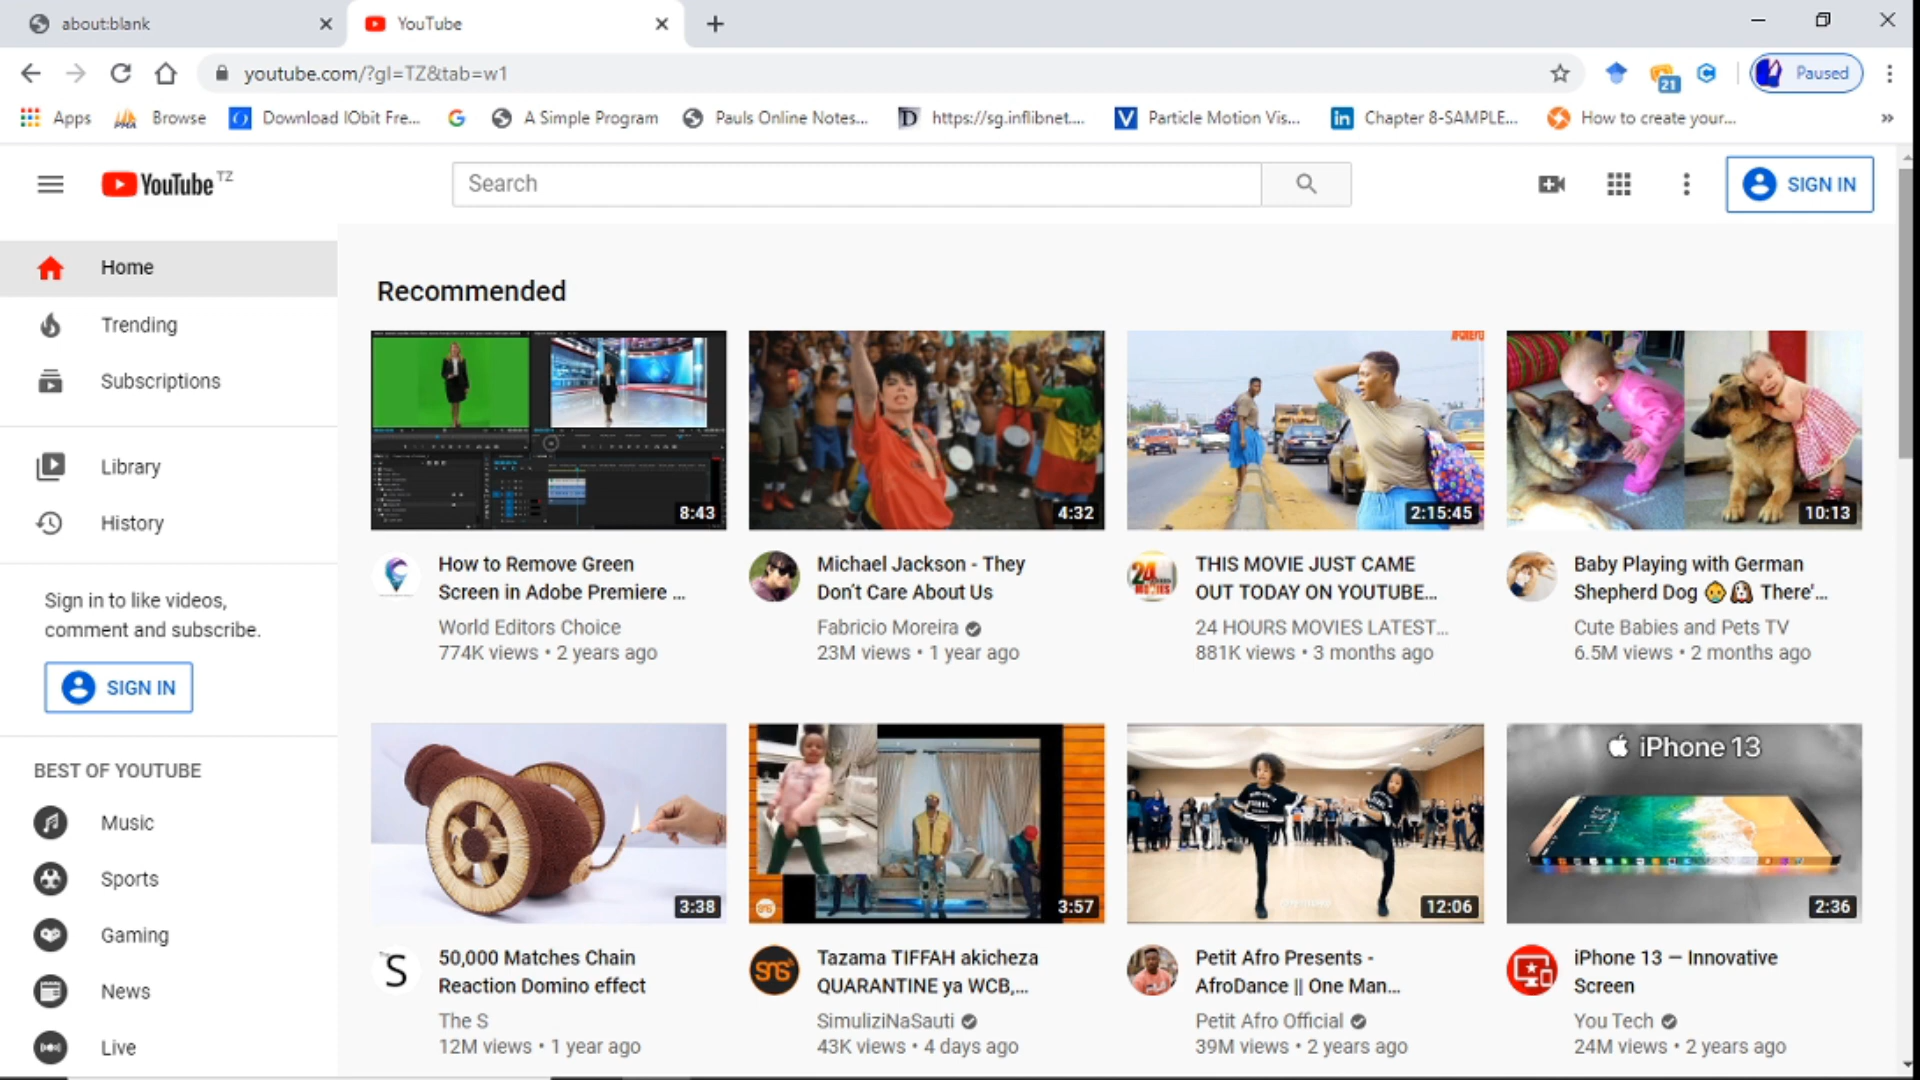 about:blank
YouTube
youtube.com/?gl=TZ&tab=w1
21
Paused
Apps
Browse
Download IObit Fre...
A Simple Program
Pauls Online Notes...
https://sg.inflibnet....
Particle Motion Vis...
Chapter 8-SAMPLE...
How to create your...
YouTube TZ
Search
SIGN IN
Home
Trending
Subscriptions
Library
History
Sign in to like videos,
comment and subscribe.
SIGN IN
BEST OF YOUTUBE
Music
Sports
Gaming
News
Live
Recommended
8:43
4:32
2:15:45
10:13
How to Remove Green
Screen in Adobe Premiere ...
World Editors Choice
774K views • 2 years ago
Michael Jackson - They
Don’t Care About Us
Fabricio Moreira
23M views • 1 year ago
24
MOVIES
THIS MOVIE JUST CAME
OUT TODAY ON YOUTUBE...
24 HOURS MOVIES LATEST...
881K views • 3 months ago
Baby Playing with German
Shepherd Dog 👶🐶 There'...
Cute Babies and Pets TV
6.5M views • 2 months ago
3:38
3:57
12:06
iPhone 13
2:36
S
50,000 Matches Chain
Reaction Domino effect
The S
12M views • 1 year ago
SnS
Tazama TIFFAH akicheza
QUARANTINE ya WCB,...
SimuliziNaSauti
43K views • 4 days ago
Petit Afro Presents -
AfroDance || One Man...
Petit Afro Official
39M views • 2 years ago
iPhone 13 – Innovative
Screen
You Tech
24M views • 2 years ago